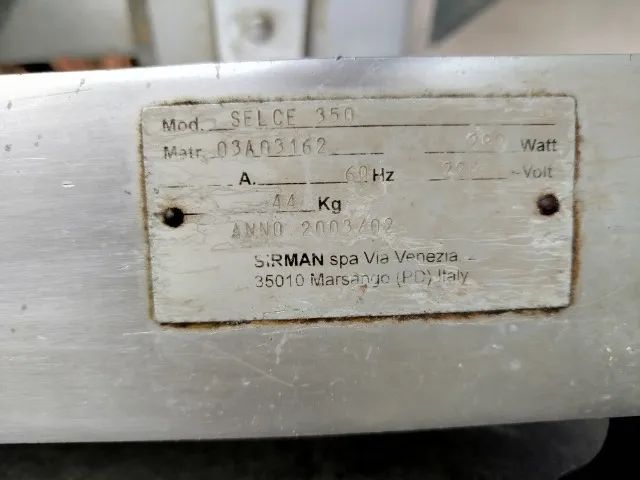 Mod. SELCE 350
Matr. 03A03162 Watt
A. 60 Hz ~Volt
44 Kg
ANNO 2003/02
SIRMAN spa Via Venezia
35010 Marsango (PD) Italy